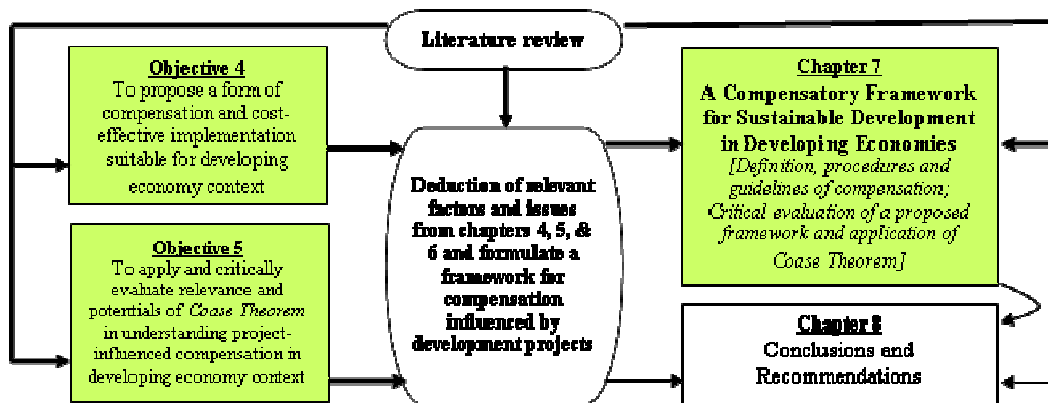 Literature review
Objective 4
To propose a form of
compensation and cost-
effective implementation
suitable for developing
economy context
Objective 5
To apply and critically
evaluate relevance and
potentials of Coase Theorem
in understanding project-
influenced compensation in
developing economy context
Deduction of relevant
factors and issues
from chapters 4, 5, &
6 and formulate a
framework for
compensation
influenced by
development projects
Chapter 7
A Compensatory Framework
for Sustainable Development
in Developing Economies
[Definition, procedures and
guidelines of compensation;
Critical evaluation of a proposed
framework and application of
Coase Theorem]
Chapter 8
Conclusions and
Recommendations